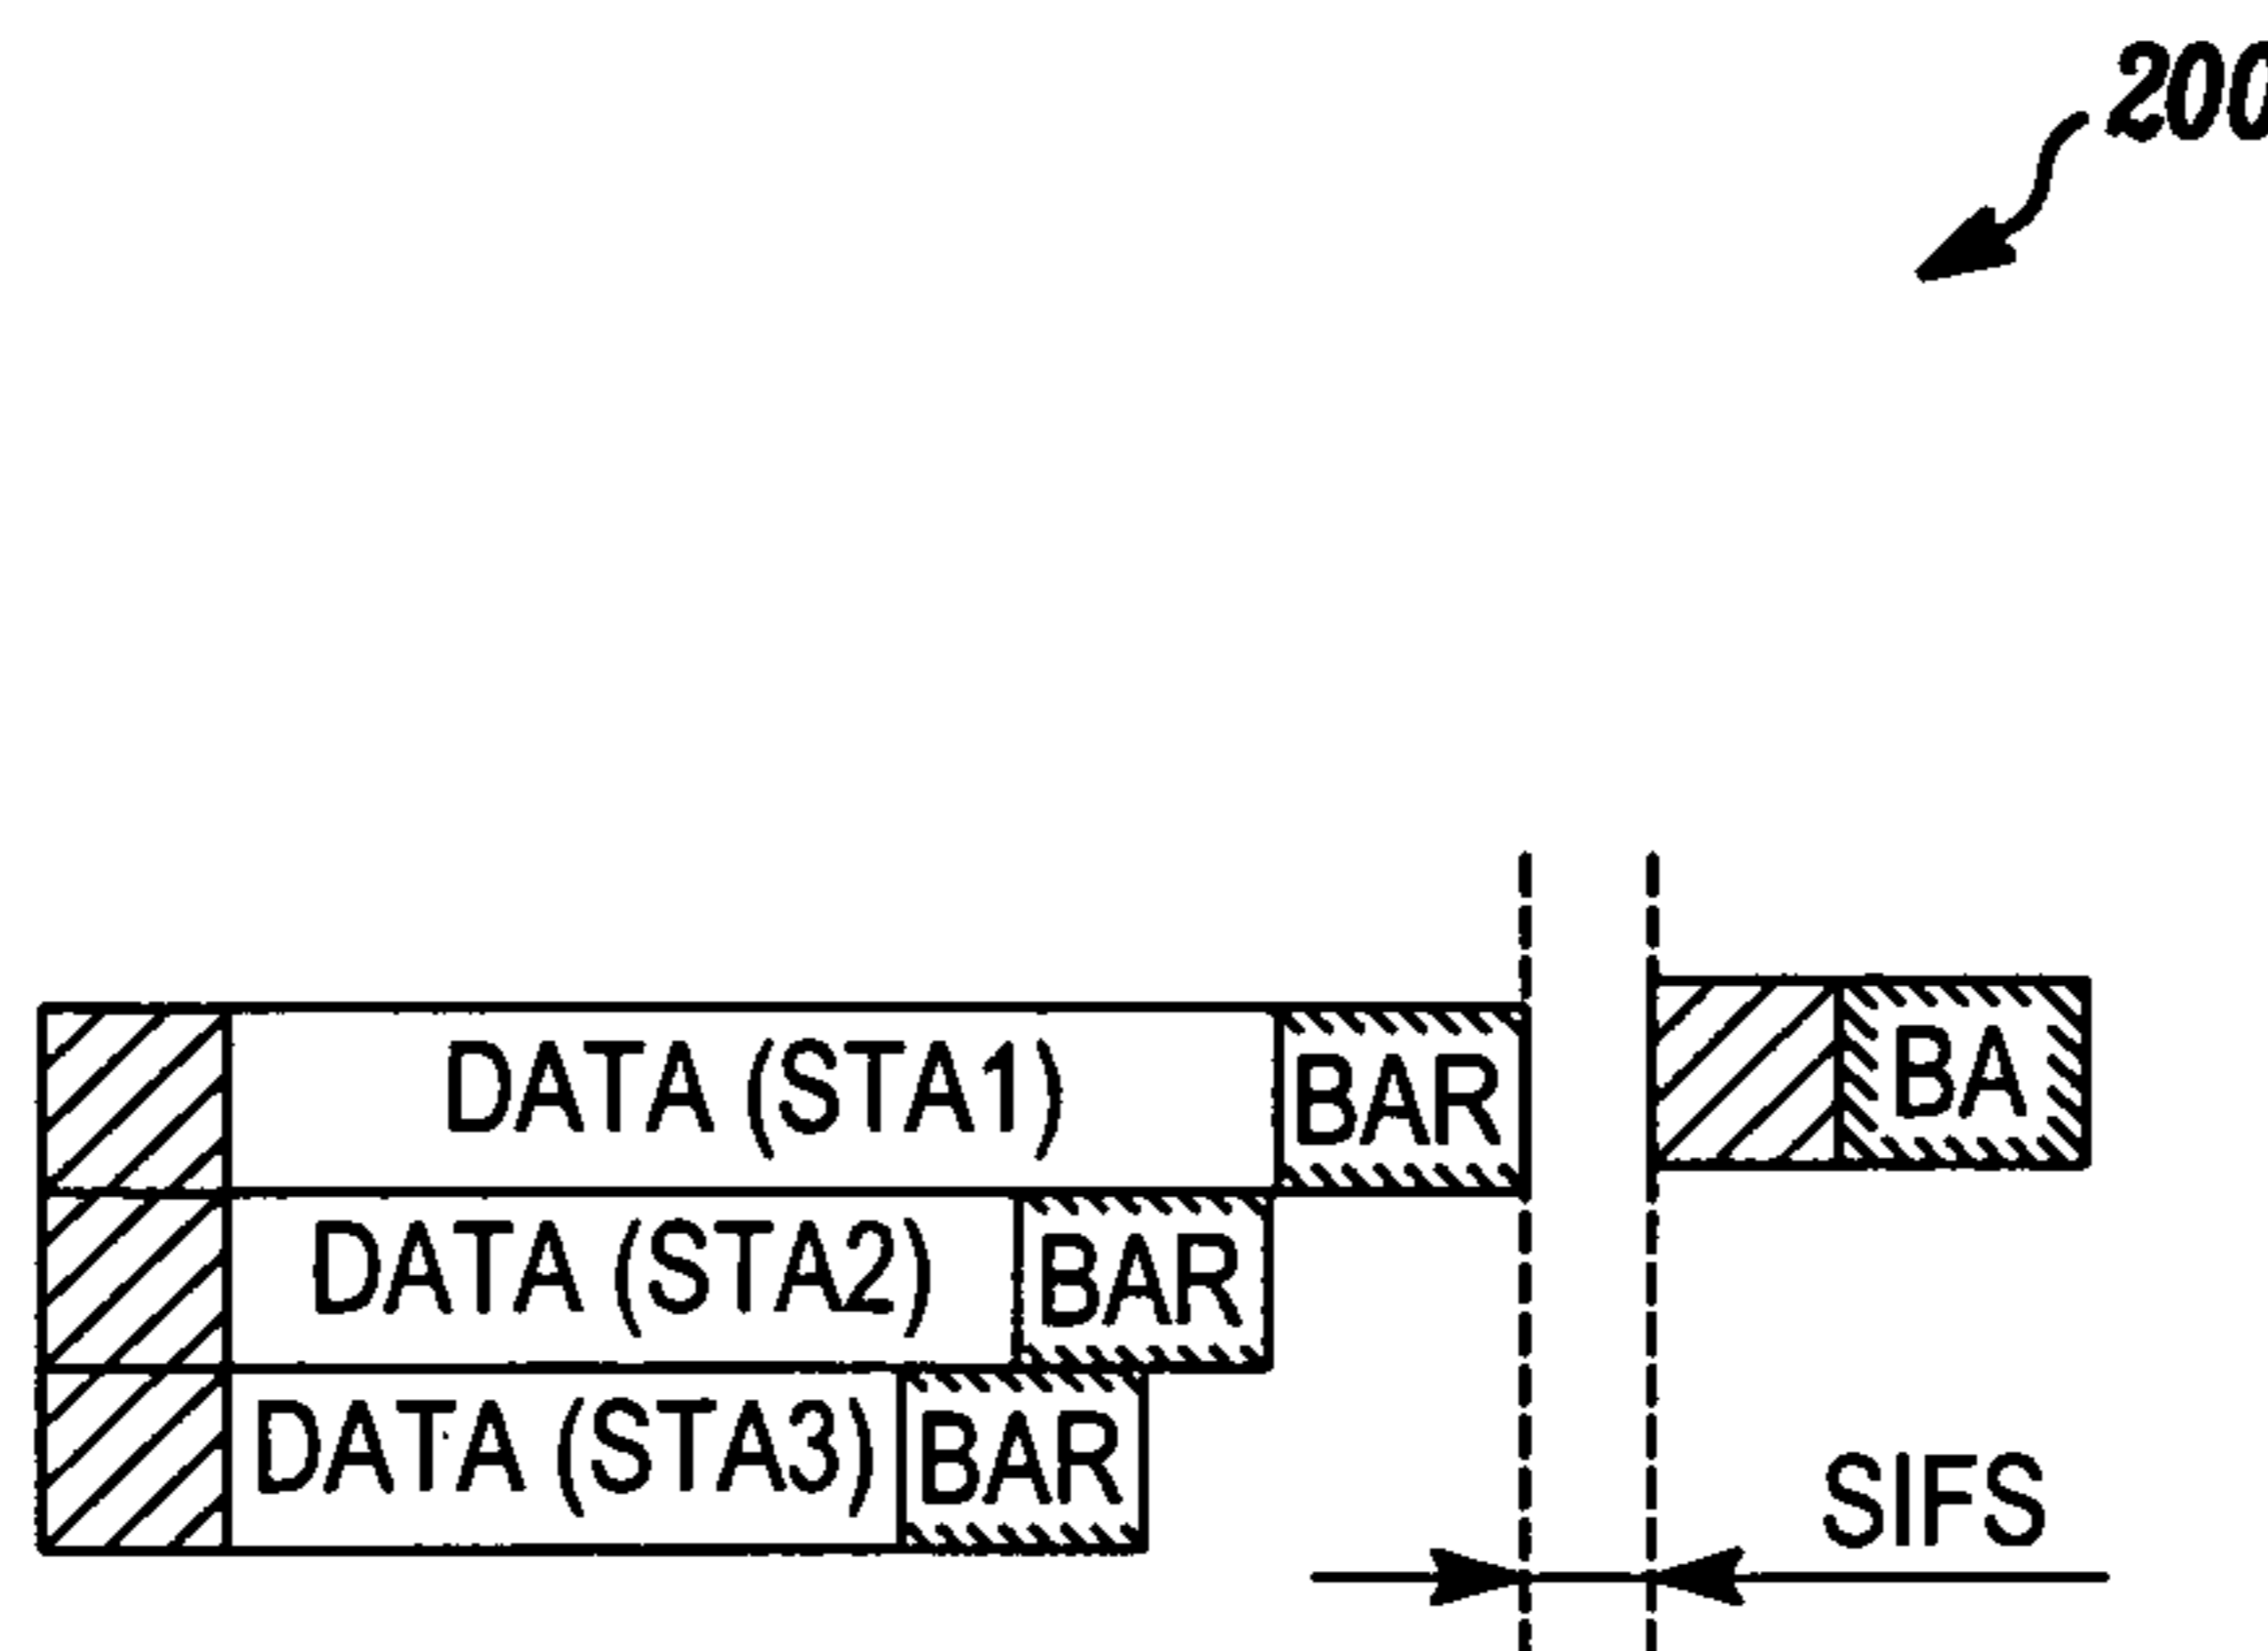 200
DATA (STA1) BAR BA
DATA (STA2) BAR
DATA (STA3) BAR
SIFS